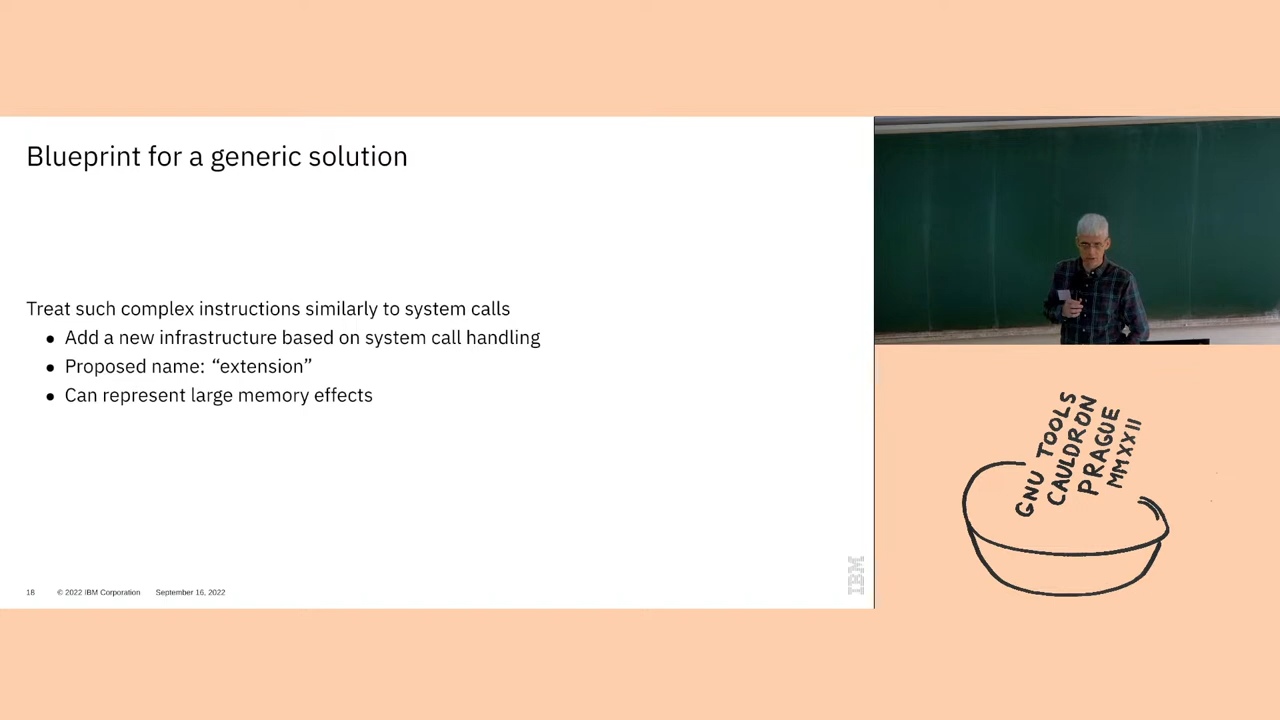 Blueprint for a generic solution
Treat such complex instructions similarly to system calls
● Add a new infrastructure based on system call handling
● Proposed name: “extension”
● Can represent large memory effects
18 © 2022 IBM Corporation September 16, 2022
IBM
GNU TOOLS
CAULDRON
PRAGUE
MMXXII